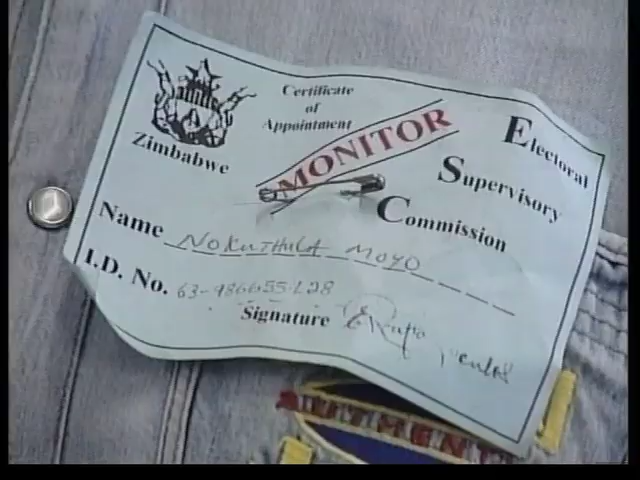 Certificate
of
Appointment
MONITOR
Zimbabwe
Electoral
Supervisory
Commission
Name NOKUTHULA MOYO
I.D. No. 63-986655 L28
Signature